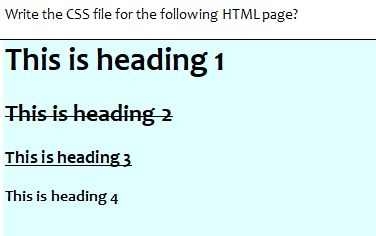 Write the CSS file for the following HTML page?
This is heading 1
This is heading 2
This is heading 3
This is heading 4